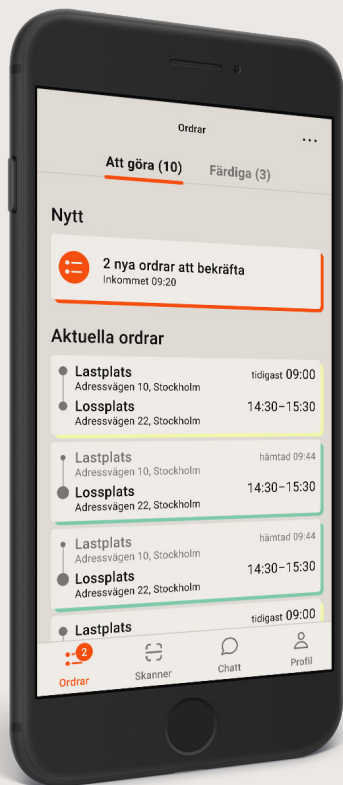 Ordrar
Att göra (10)
Färdiga (3)
Nytt
2 nya ordrar att bekräfta
Inkommet 09:20
Aktuella ordrar
Lastplats
tidigast 09:00
Adressvägen 10, Stockholm
Lossplats
14:30–15:30
Adressvägen 22, Stockholm
Lastplats
hämtad 09:44
Adressvägen 10, Stockholm
Lossplats
14:30–15:30
Adressvägen 22, Stockholm
Lastplats
hämtad 09:44
Adressvägen 10, Stockholm
Lossplats
14:30–15:30
Adressvägen 22, Stockholm
Lastplats
tidigast 09:00
2
Ordrar
Skanner
Chatt
Profil